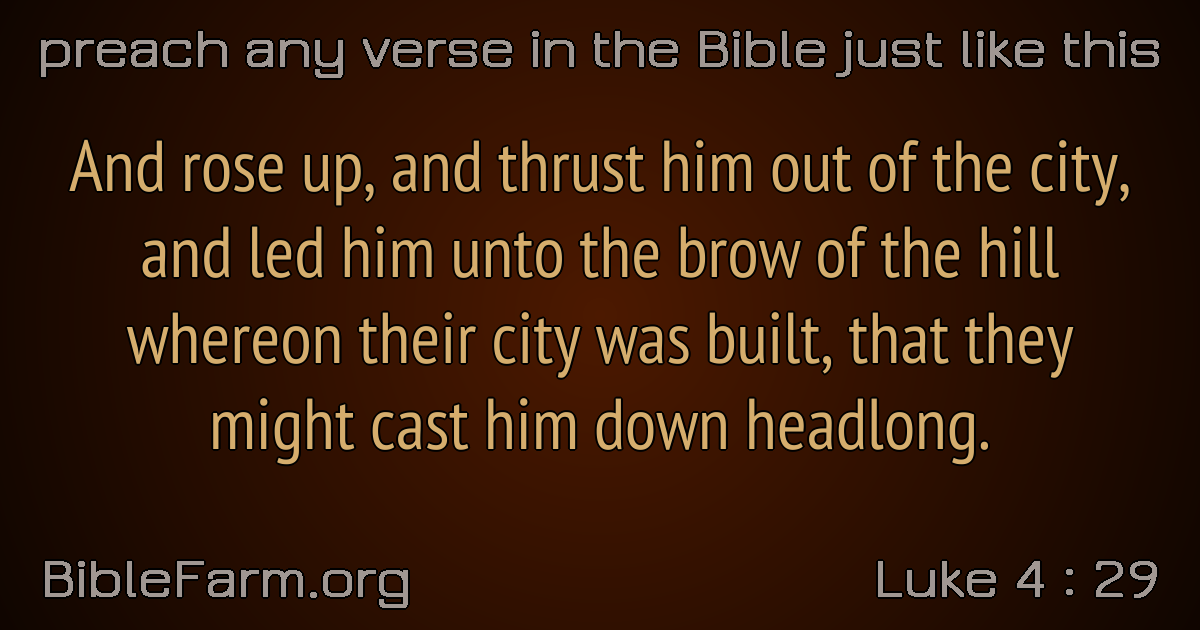 preach any verse in the Bible just like this
And rose up, and thrust him out of the city,
and led him unto the brow of the hill
whereon their city was built, that they
might cast him down headlong.
BibleFarm.org
Luke 4 : 29